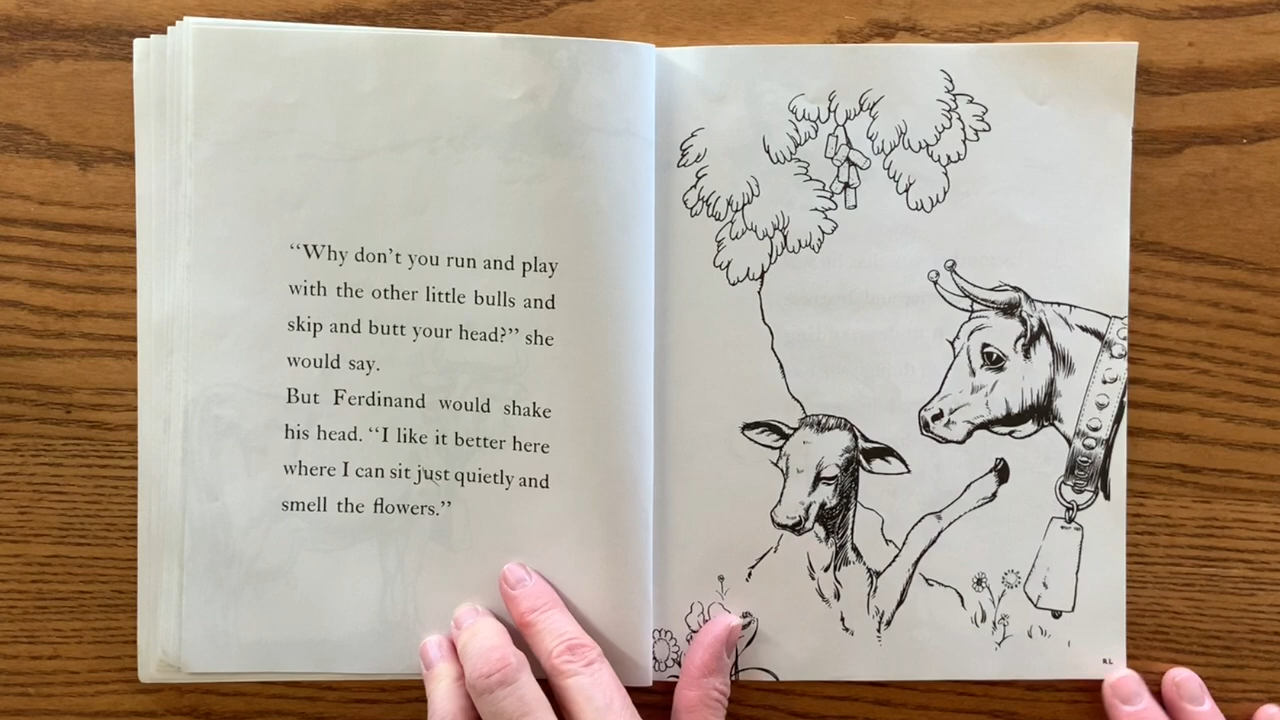 “Why don’t you run and play
with the other little bulls and
skip and butt your head?” she
would say.
But Ferdinand would shake
his head. “I like it better here
where I can sit just quietly and
smell the flowers.”
R.L